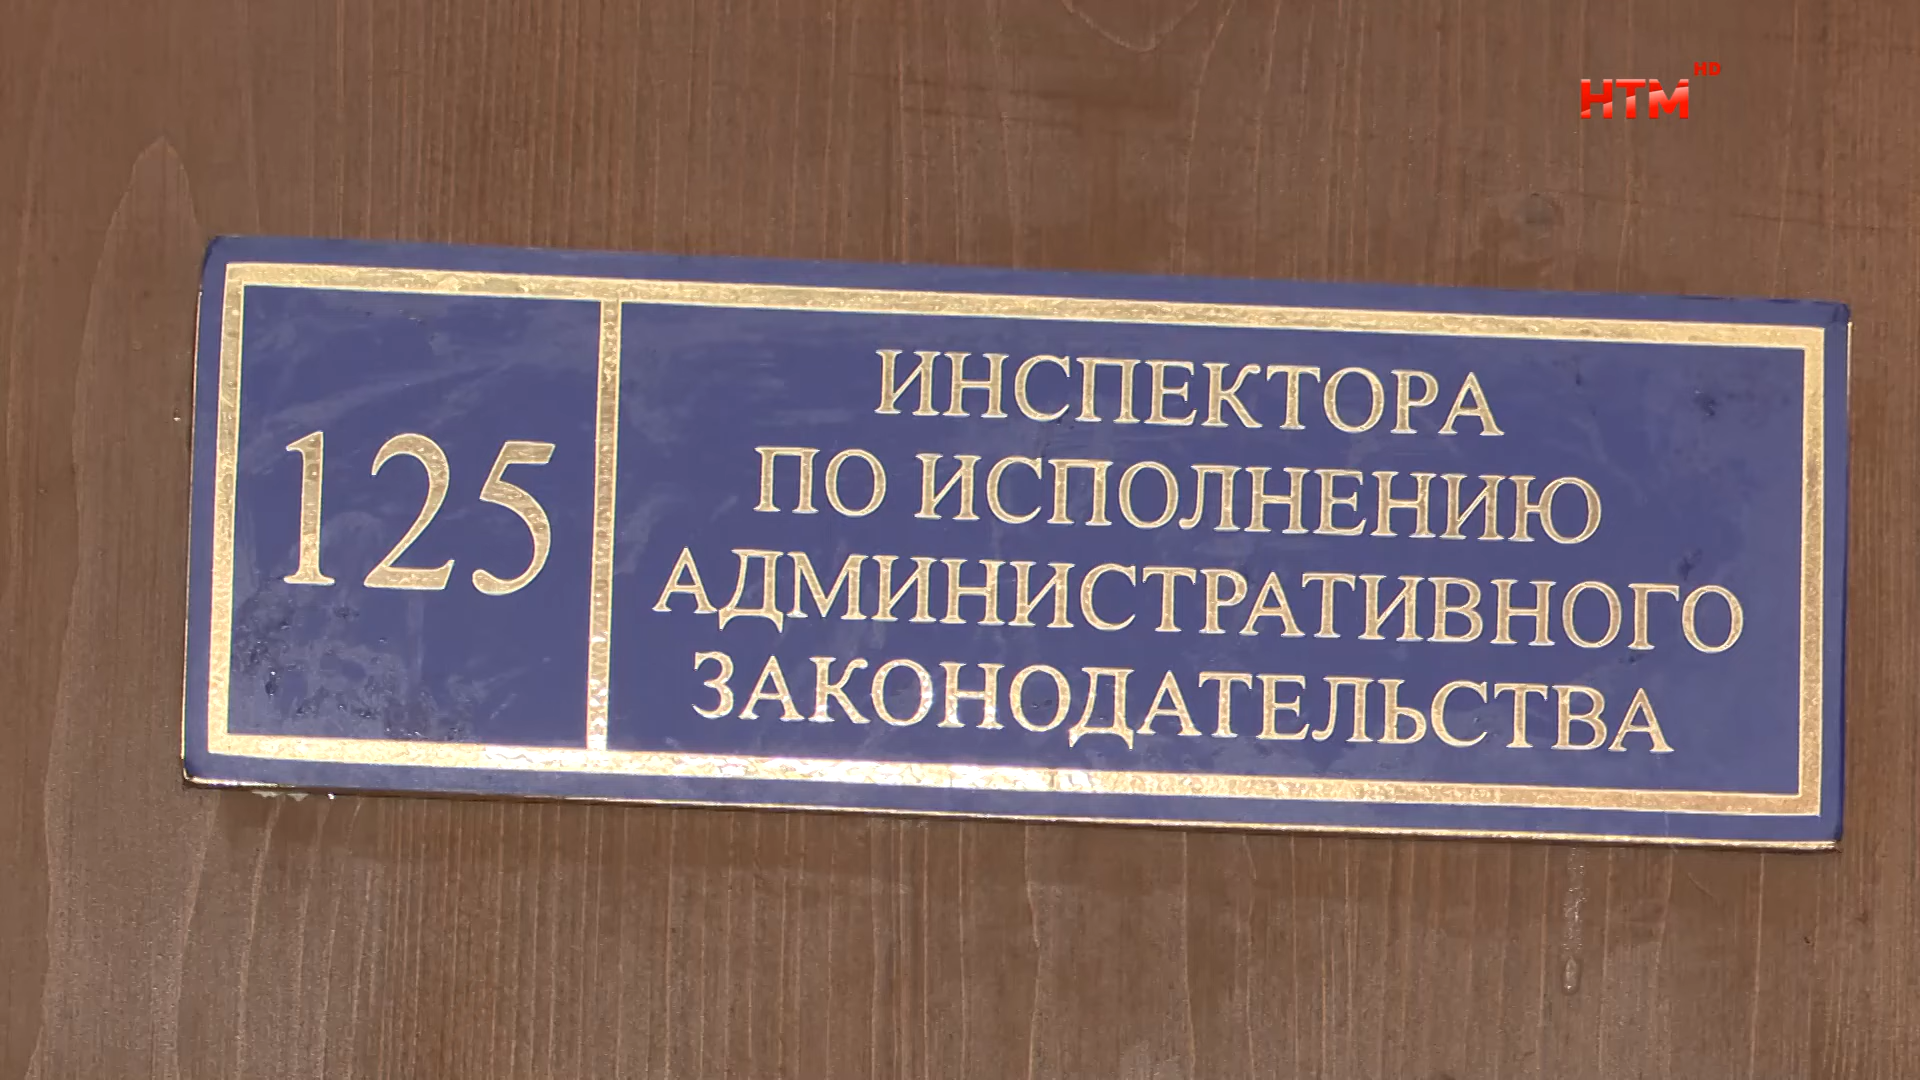 НТМ HD
125
ИНСПЕКТОРА
ПО ИСПОЛНЕНИЮ
АДМИНИСТРАТИВНОГО
ЗАКОНОДАТЕЛЬСТВА